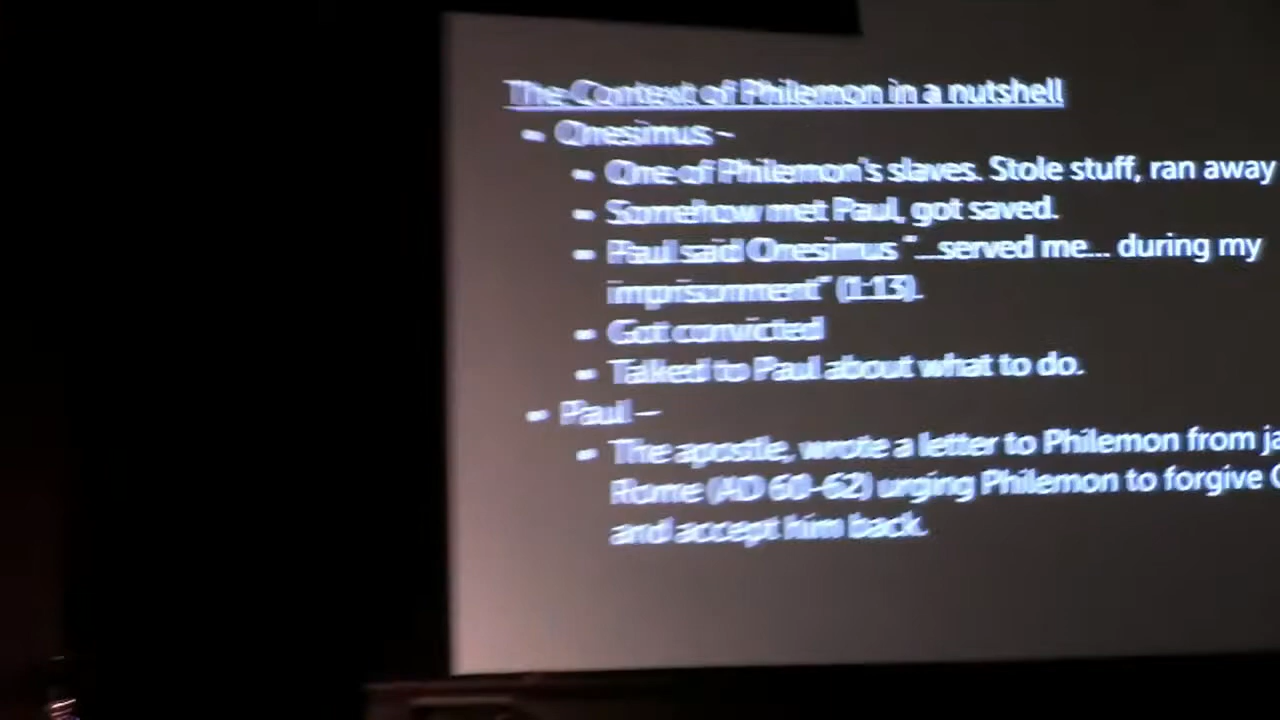 The Context of Philemon in a nutshell
- Onesimus –
- One of Philemon's slaves. Stole stuff, ran away
- Somehow met Paul, got saved.
- Paul said Onesimus "...served me... during my
imprisonment" (1:13).
- Got convicted
- Talked to Paul about what to do.
- Paul –
- The apostle, wrote a letter to Philemon from
Rome (AD 60-62) urging Philemon to forgive
and accept him back.